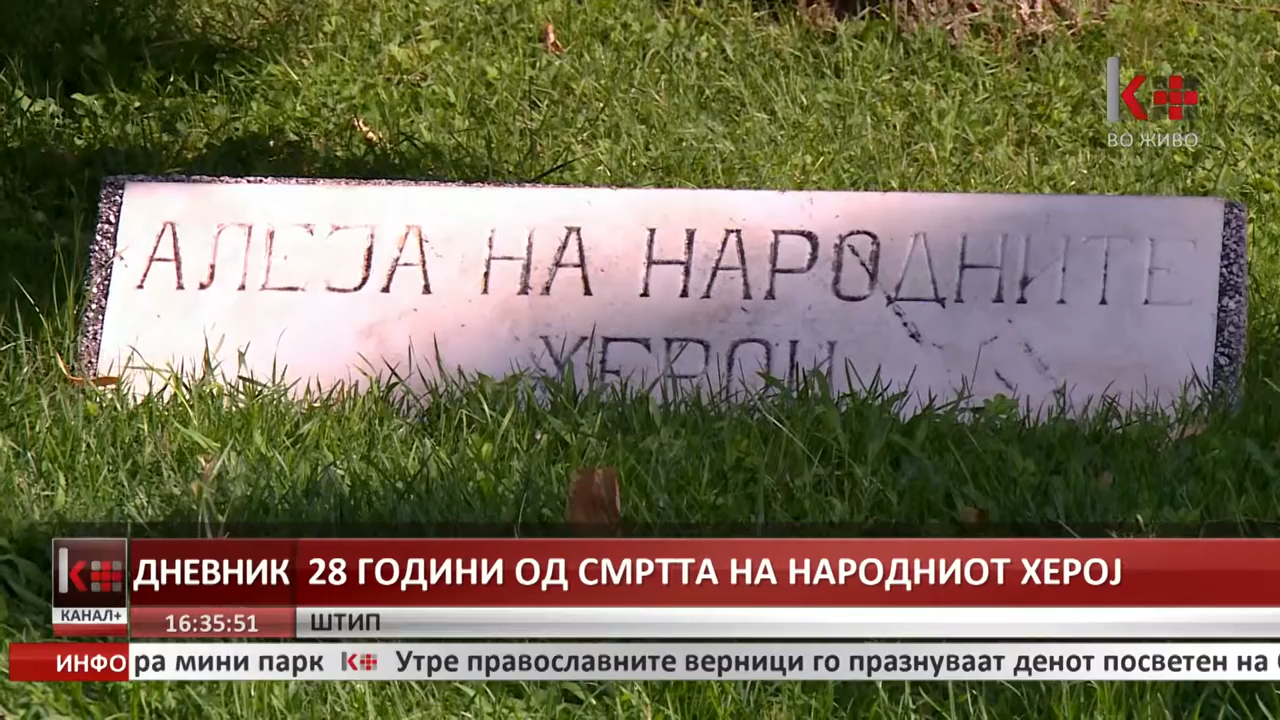 К+
ВО ЖИВО
АЛЕЈА НА НАРОДНИТЕ
ХЕРОИ
ДНЕВНИК 28 ГОДИНИ ОД СМРТТА НА НАРОДНИОТ ХЕРОЈ
КАНАЛ+
16:35:51
ШТИП
ИНФО ра мини парк К+ Утре православните верници го празнуваат денот посветен на